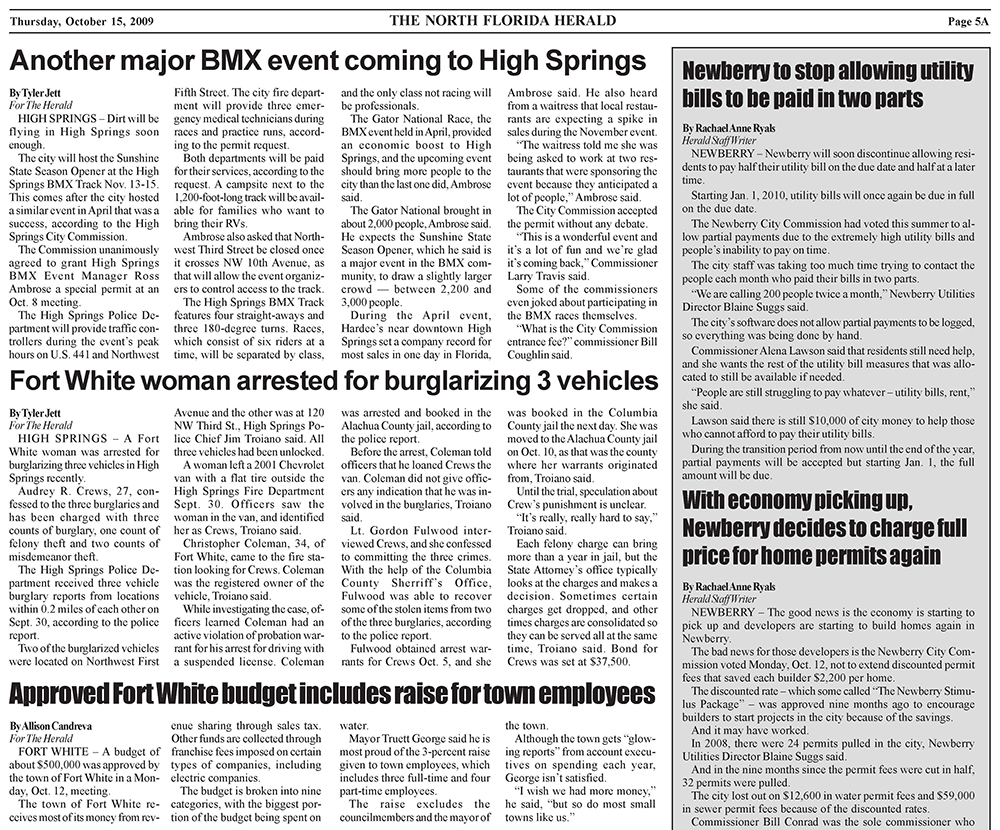 Thursday, October 15, 2009
THE NORTH FLORIDA HERALD
Page 5A
Another major BMX event coming to High Springs
By Tyler Jett
For The Herald
HIGH SPRINGS – Dirt will be
flying in High Springs soon
enough.
The city will host the Sunshine
State Season Opener at the High
Springs BMX Track Nov. 13-15.
This comes after the city hosted
a similar event in April that was a
success, according to the High
Springs City Commission.
The Commission unanimously
agreed to grant High Springs
BMX Event Manager Ross
Ambrose a special permit at an
Oct. 8 meeting.
The High Springs Police De-
partment will provide traffic con-
trollers during the event's peak
hours on U.S. 441 and Northwest
Fifth Street. The city fire depart-
ment will provide three emer-
gency medical technicians during
races and practice runs, accord-
ing to the permit request.
Both departments will be paid
for their services, according to the
request. A campsite next to the
1,200-foot-long track will be avail-
able for families who want to
bring their RVs.
Ambrose also asked that North-
west Third Street be closed once
it crosses NW 10th Avenue, as
that will allow the event organiz-
ers to control access to the track.
The High Springs BMX Track
features four straight-aways and
three 180-degree turns. Races,
which consist of six riders at a
time, will be separated by class,
and the only class not racing will
be professionals.
The Gator National Race, the
BMX event held in April, provided
an economic boost to High
Springs, and the upcoming event
should bring more people to the
city than the last one did, Ambrose
said.
The Gator National brought in
about 2,000 people, Ambrose said.
He expects the Sunshine State
Season Opener, which he said is
a major event in the BMX com-
munity, to draw a slightly larger
crowd — between 2,200 and
3,000 people.
During the April event,
Hardee's near downtown High
Springs set a company record for
most sales in one day in Florida,
Ambrose said. He also heard
from a waitress that local restau-
rants are expecting a spike in
sales during the November event.
“The waitress told me she was
being asked to work at two res-
taurants that were sponsoring the
event because they anticipated a
lot of people,” Ambrose said.
The City Commission accepted
the permit without any debate.
“This is a wonderful event and
it's a lot of fun and we're glad
it's coming back,” Commissioner
Larry Travis said.
Some of the commissioners
even joked about participating in
the BMX races themselves.
“What is the City Commission
entrance fee?” commissioner Bill
Coughlin said.
Fort White woman arrested for burglarizing 3 vehicles
By Tyler Jett
For The Herald
HIGH SPRINGS – A Fort
White woman was arrested for
burglarizing three vehicles in High
Springs recently.
Audrey R. Crews, 27, con-
fessed to the three burglaries and
has been charged with three
counts of burglary, one count of
felony theft and two counts of
misdemeanor theft.
The High Springs Police De-
partment received three vehicle
burglary reports from locations
within 0.2 miles of each other on
Sept. 30, according to the police
report.
Two of the burglarized vehicles
were located on Northwest First
Avenue and the other was at 120
NW Third St., High Springs Po-
lice Chief Jim Troiano said. All
three vehicles had been unlocked.
A woman left a 2001 Chevrolet
van with a flat tire outside the
High Springs Fire Department
Sept. 30. Officers saw the
woman in the van, and identified
her as Crews, Troiano said.
Christopher Coleman, 34, of
Fort White, came to the fire sta-
tion looking for Crews. Coleman
was the registered owner of the
vehicle, Troiano said.
While investigating the case, of-
ficers learned Coleman had an
active violation of probation war-
rant for his arrest for driving with
a suspended license. Coleman
was arrested and booked in the
Alachua County jail, according to
the police report.
Before the arrest, Coleman told
officers that he loaned Crews the
van. Coleman did not give offic-
ers any indication that he was in-
volved in the burglaries, Troiano
said.
Lt. Gordon Fulwood inter-
viewed Crews, and she confessed
to committing the three crimes.
With the help of the Columbia
County Sherriff's Office,
Fulwood was able to recover
some of the stolen items from two
of the three burglaries, according
to the police report.
Fulwood obtained arrest war-
rants for Crews Oct. 5, and she
was booked in the Columbia
County jail the next day. She was
moved to the Alachua County jail
on Oct. 10, as that was the county
where her warrants originated
from, Troiano said.
Until the trial, speculation about
Crew's punishment is unclear.
“It's really, really hard to say,”
Troiano said.
Each felony charge can bring
more than a year in jail, but the
State Attorney's office typically
looks at the charges and makes a
decision. Sometimes certain
charges get dropped, and other
times charges are consolidated so
they can be served all at the same
time, Troiano said. Bond for
Crews was set at $37,500.
Approved Fort White budget includes raise for town employees
By Allison Candreva
For The Herald
FORT WHITE – A budget of
about $500,000 was approved by
the town of Fort White in a Mon-
day, Oct. 12, meeting.
The town of Fort White re-
ceives most of its money from rev-
enue sharing through sales tax.
Other funds are collected through
franchise fees imposed on certain
types of companies, including
electric companies.
The budget is broken into nine
categories, with the biggest por-
tion of the budget being spent on
water.
Mayor Truett George said he is
most proud of the 3-percent raise
given to town employees, which
includes three full-time and four
part-time employees.
The raise excludes the
councilmembers and the mayor of
the town.
Although the town gets “glow-
ing reports” from account execu-
tives on spending each year,
George isn't satisfied.
“I wish we had more money,”
he said, “but so do most small
towns like us.”
Newberry to stop allowing utility
bills to be paid in two parts
By Rachael Anne Ryals
Herald Staff Writer
NEWBERRY – Newberry will soon discontinue allowing resi-
dents to pay half their utility bill on the due date and half at a later
time.
Starting Jan. 1, 2010, utility bills will once again be due in full
on the due date.
The Newberry City Commission had voted this summer to al-
low partial payments due to the extremely high utility bills and
people's inability to pay on time.
The city staff was taking too much time trying to contact the
people each month who paid their bills in two parts.
“We are calling 200 people twice a month,” Newberry Utilities
Director Blaine Suggs said.
The city's software does not allow partial payments to be logged,
so everything was being done by hand.
Commissioner Alena Lawson said that residents still need help,
and she wants the rest of the utility bill measures that was allo-
cated to still be available if needed.
“People are still struggling to pay whatever – utility bills, rent,”
she said.
Lawson said there is still $10,000 of city money to help those
who cannot afford to pay their utility bills.
During the transition period from now until the end of the year,
partial payments will be accepted but starting Jan. 1, the full
amount will be due.
With economy picking up,
Newberry decides to charge full
price for home permits again
By Rachael Anne Ryals
Herald Staff Writer
NEWBERRY – The good news is the economy is starting to
pick up and developers are starting to build homes again in
Newberry.
The bad news for those developers is the Newberry City Com-
mission voted Monday, Oct. 12, not to extend discounted permit
fees that saved each builder $2,200 per home.
The discounted rate – which some called “The Newberry Stimu-
lus Package” – was approved nine months ago to encourage
builders to start projects in the city because of the savings.
And it may have worked.
In 2008, there were 24 permits pulled in the city, Newberry
Utilities Director Blaine Suggs said.
And in the nine months since the permit fees were cut in half,
32 permits were pulled.
The city lost out on $12,600 in water permit fees and $59,000
in sewer permit fees because of the discounted rates.
Commissioner Bill Conrad was the sole commissioner who